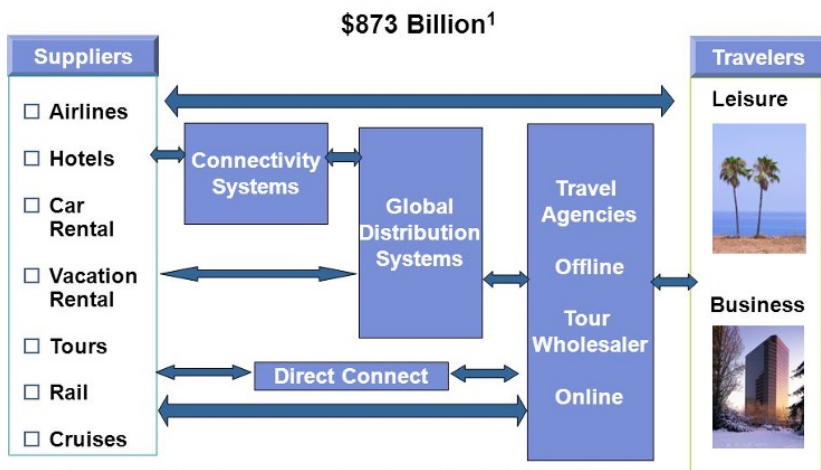 $873 Billion¹
Suppliers
Travelers
Airlines
Hotels
Car
Rental
Vacation
Rental
Tours
Rail
Cruises
Connectivity
Systems
Global
Distribution
Systems
Direct Connect
Travel
Agencies
Offline
Tour
Wholesaler
Online
Leisure
Business